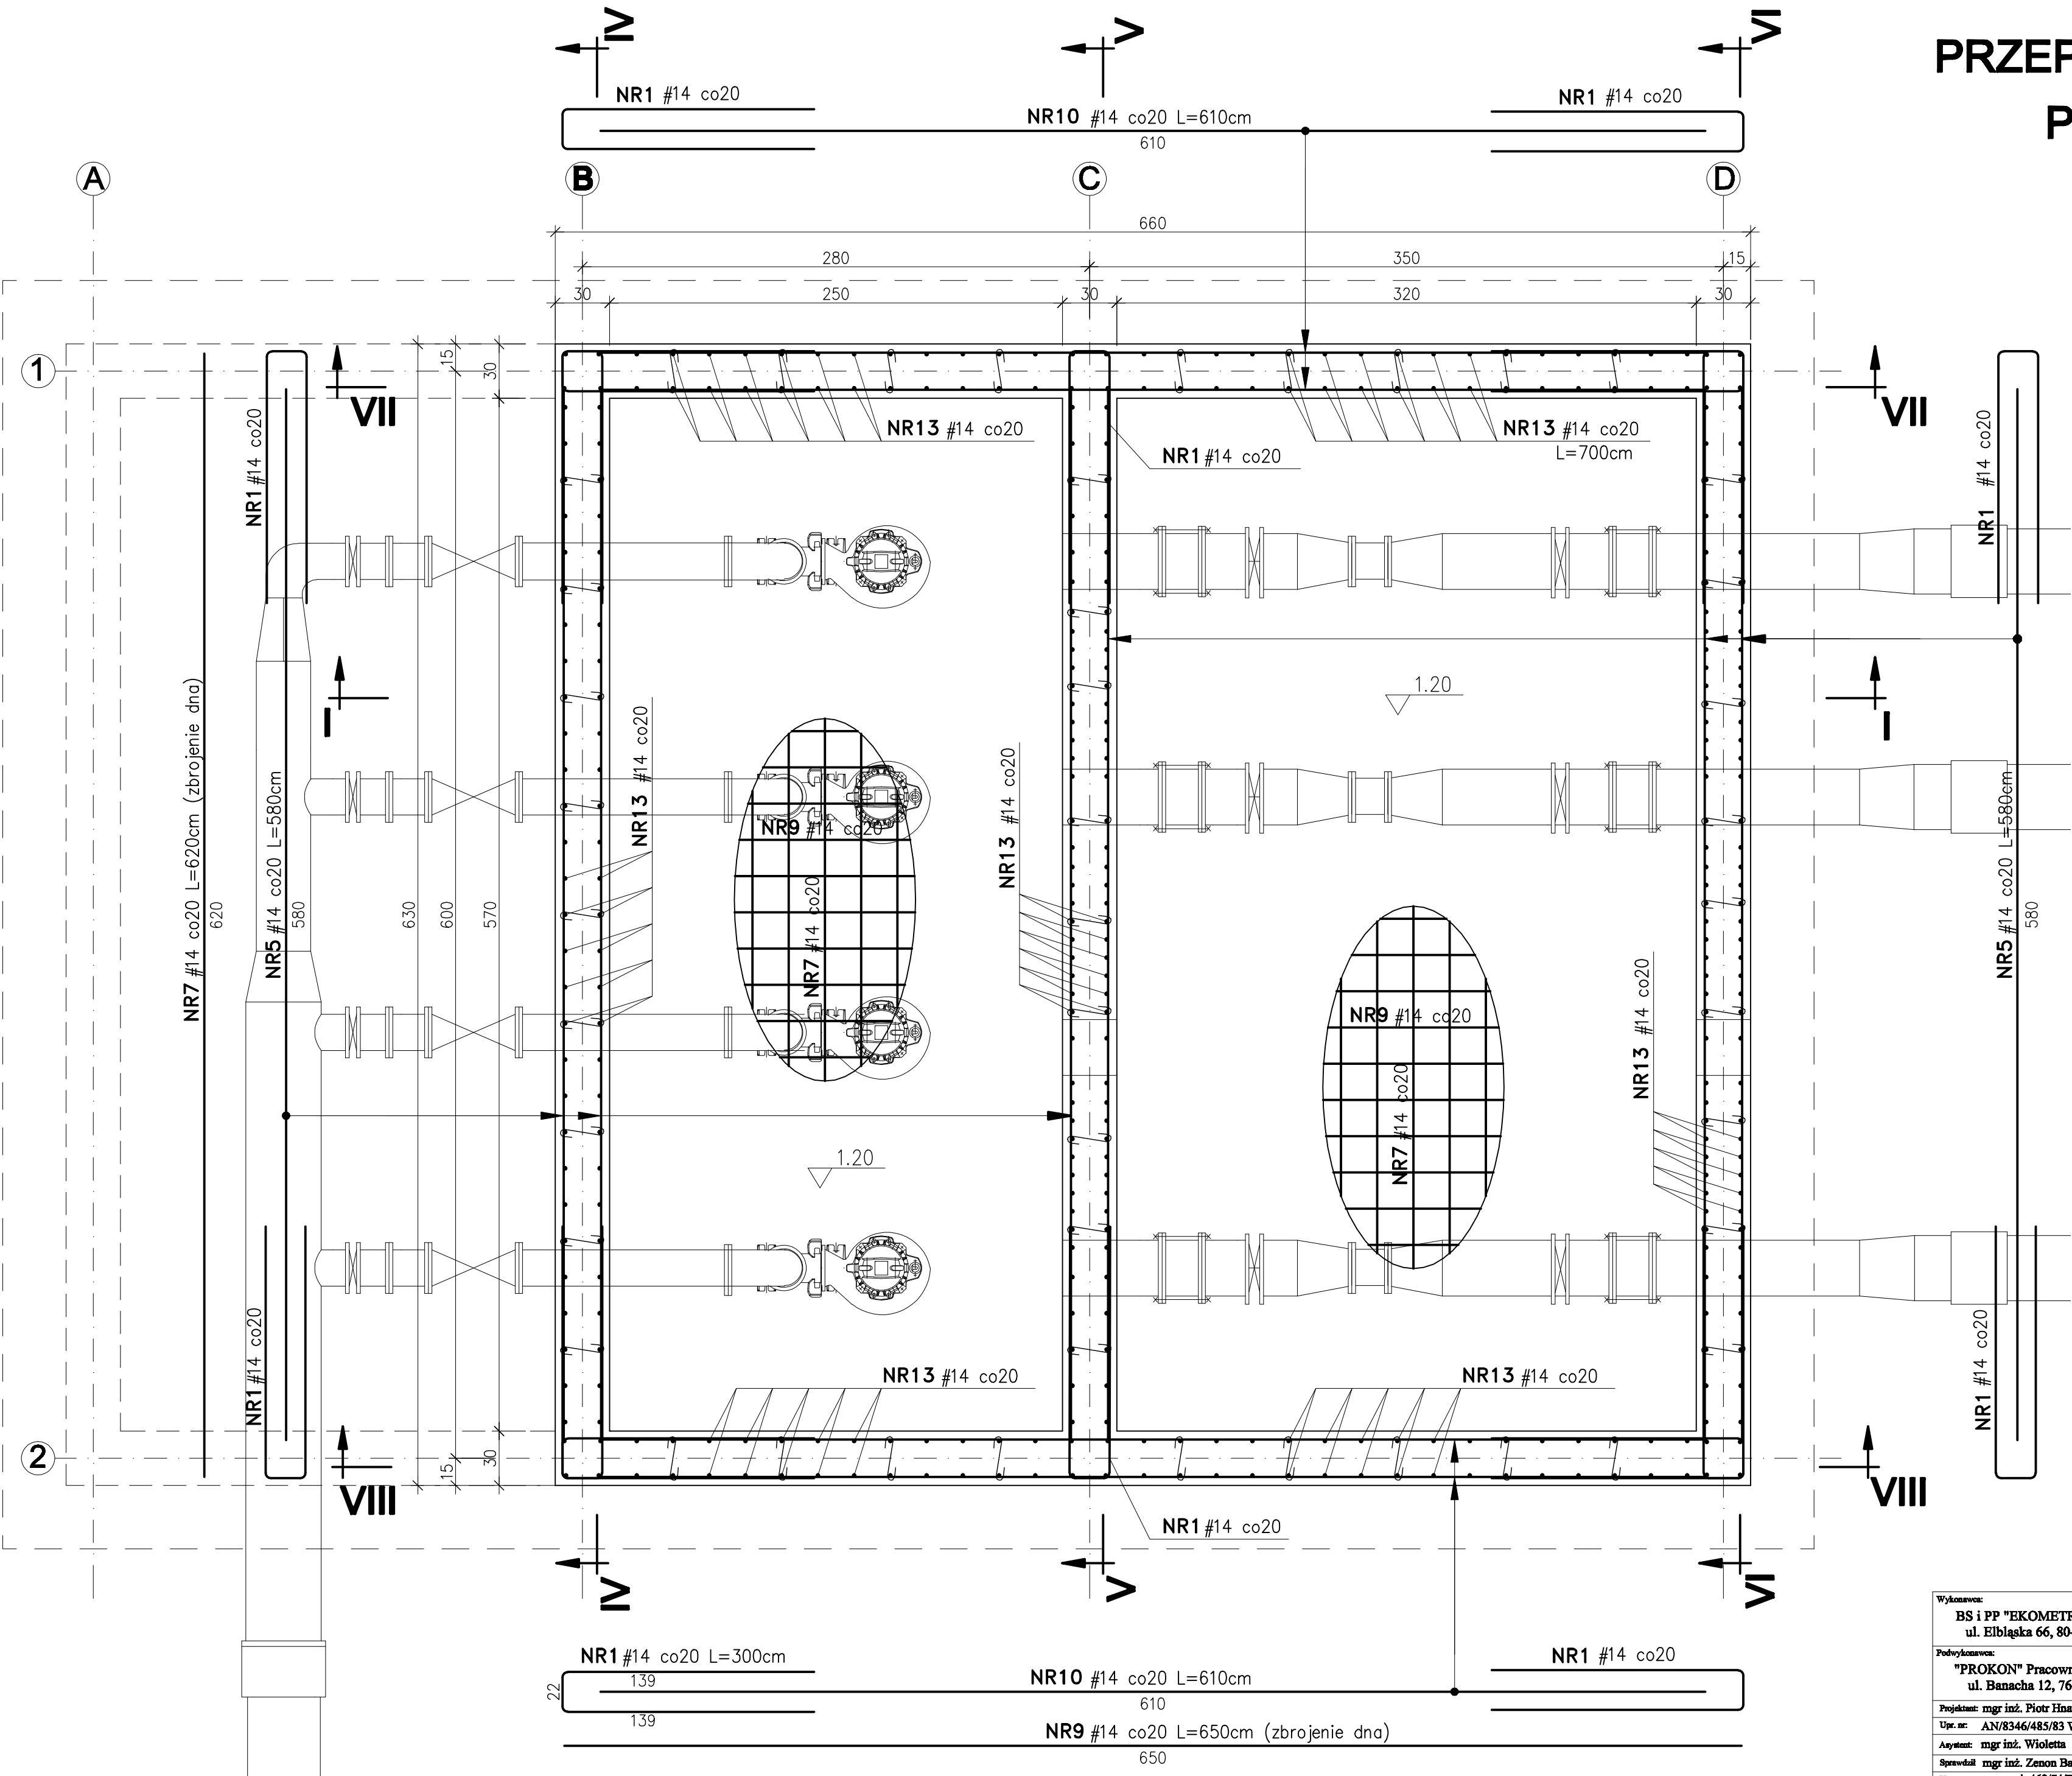 IV
V
VI
PRZEP
P
NR1 #14 co20
NR10 #14 co20 L=610cm
610
NR1 #14 co20
A
B
C
D
660
280
350
15
30
250
30
320
30
1
15
30
VII
VII
NR1 #14 co20
NR13 #14 co20
NR1 #14 co20
NR13 #14 co20
L=700cm
NR1 #14 co20
1.20
I
I
NR7 #14 co20 L=620cm (zbrojenie dna)
620
NR5 #14 co20 L=580cm
580
630
600
570
NR13 #14 co20
NR9 #14 co20
NR7 #14 co20
NR13 #14 co20
NR9 #14 co20
NR7 #14 co20
NR13 #14 co20
NR5 #14 co20 L=580cm
580
1.20
NR1 #14 co20
NR13 #14 co20
NR13 #14 co20
NR1 #14 co20
2
15
30
VIII
VIII
NR1 #14 co20
IV
V
VI
NR1 #14 co20 L=300cm
139
22
139
NR10 #14 co20 L=610cm
610
NR1 #14 co20
NR9 #14 co20 L=650cm (zbrojenie dna)
650
Wykonawca:
BS i PP "EKOMETR
ul. Elbląska 66, 80-
Podwykonawca:
"PROKON" Pracown
ul. Banacha 12, 76
Projektant: mgr inż. Piotr Hna
Upr. nr: AN/8346/485/83 W
Asystent: mgr inż. Wioletta
Sprawdził mgr inż. Zenon Ba